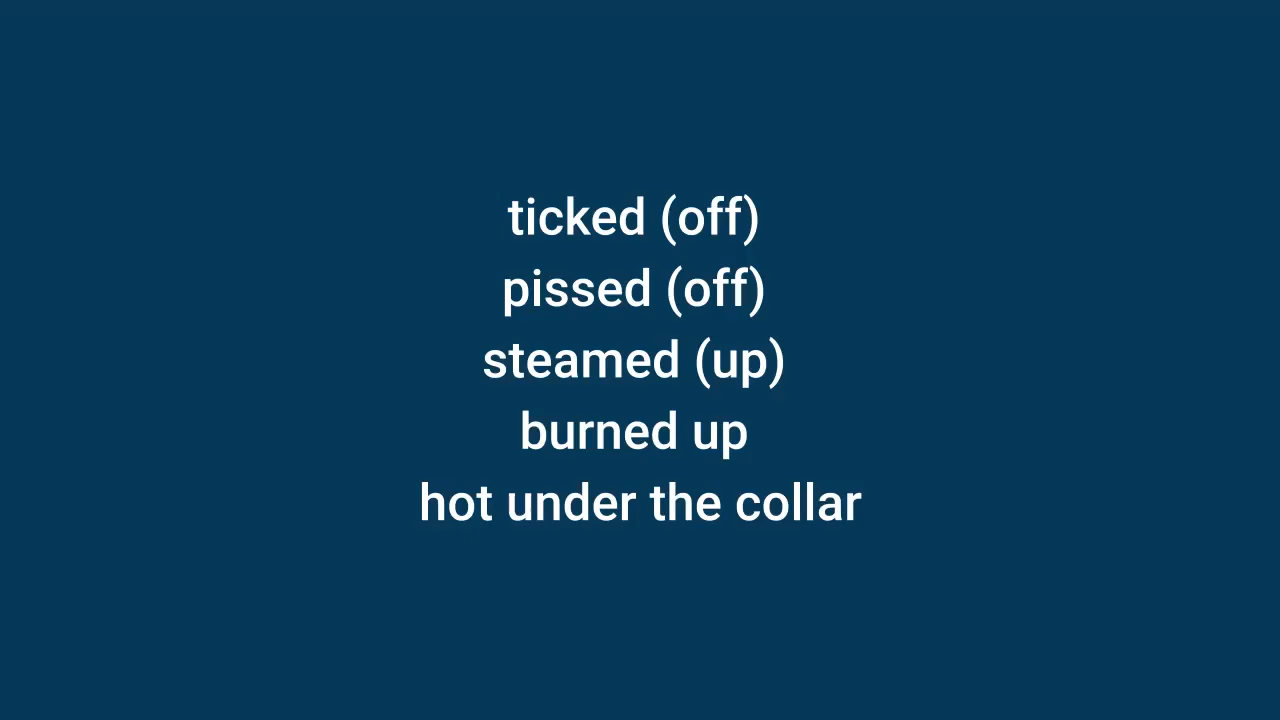 ticked (off)
pissed (off)
steamed (up)
burned up
hot under the collar